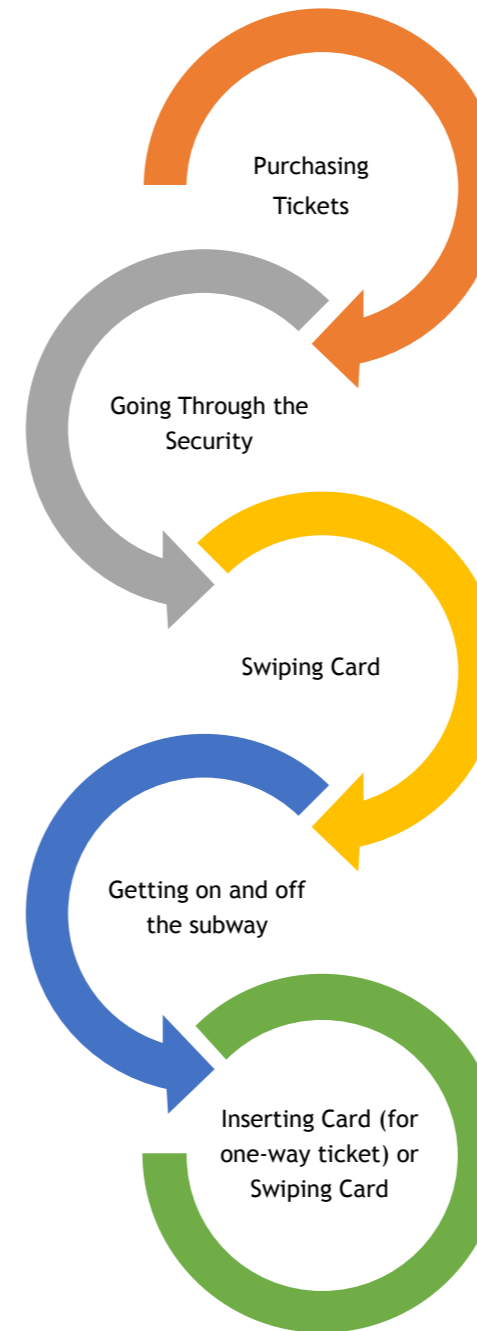 Purchasing
Tickets
Going Through the
Security
Swiping Card
Getting on and off
the subway
Inserting Card (for
one-way ticket) or
Swiping Card